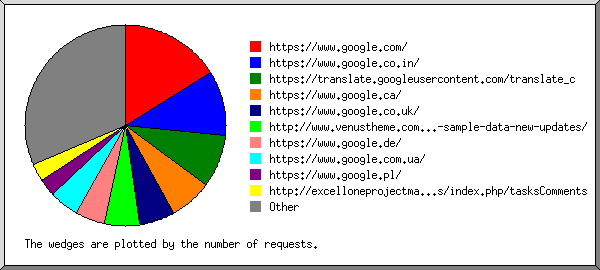 https://www.google.com/
https://www.google.co.in/
https://translate.googleusercontent.com/translate_c
https://www.google.ca/
https://www.google.co.uk/
http://www.venustheme.com...-sample-data-new-updates/
https://www.google.de/
https://www.google.com.ua/
https://www.google.pl/
http://excelloneprojectma...s/index.php/tasksComments
Other
The wedges are plotted by the number of requests.